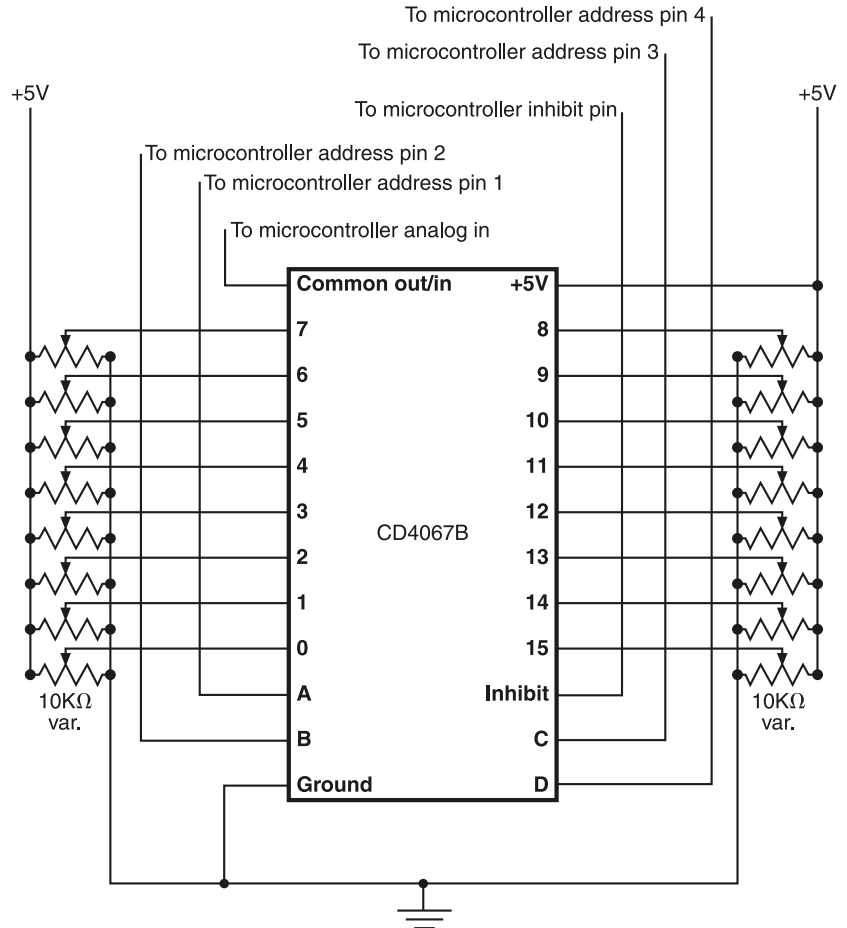 To microcontroller address pin 4
To microcontroller address pin 3
+5V
+5V
To microcontroller inhibit pin
To microcontroller address pin 2
To microcontroller address pin 1
To microcontroller analog in
Common out/in
+5V
7
8
6
9
5
10
4
11
3
12
CD4067B
2
13
1
14
0
15
10KΩ
var.
A
Inhibit
10KΩ
var.
B
C
Ground
D